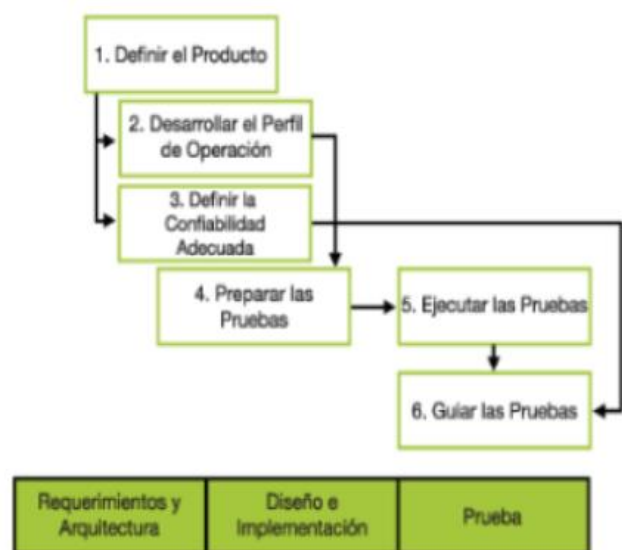 1. Definir el Producto
2. Desarrollar el Perfil
de Operación
3. Definir la
Confiabilidad
Adecuada
4. Preparar las
Pruebas
5. Ejecutar las Pruebas
6. Guiar las Pruebas
Requerimientos y
Arquitectura
Diseño e
Implementación
Prueba